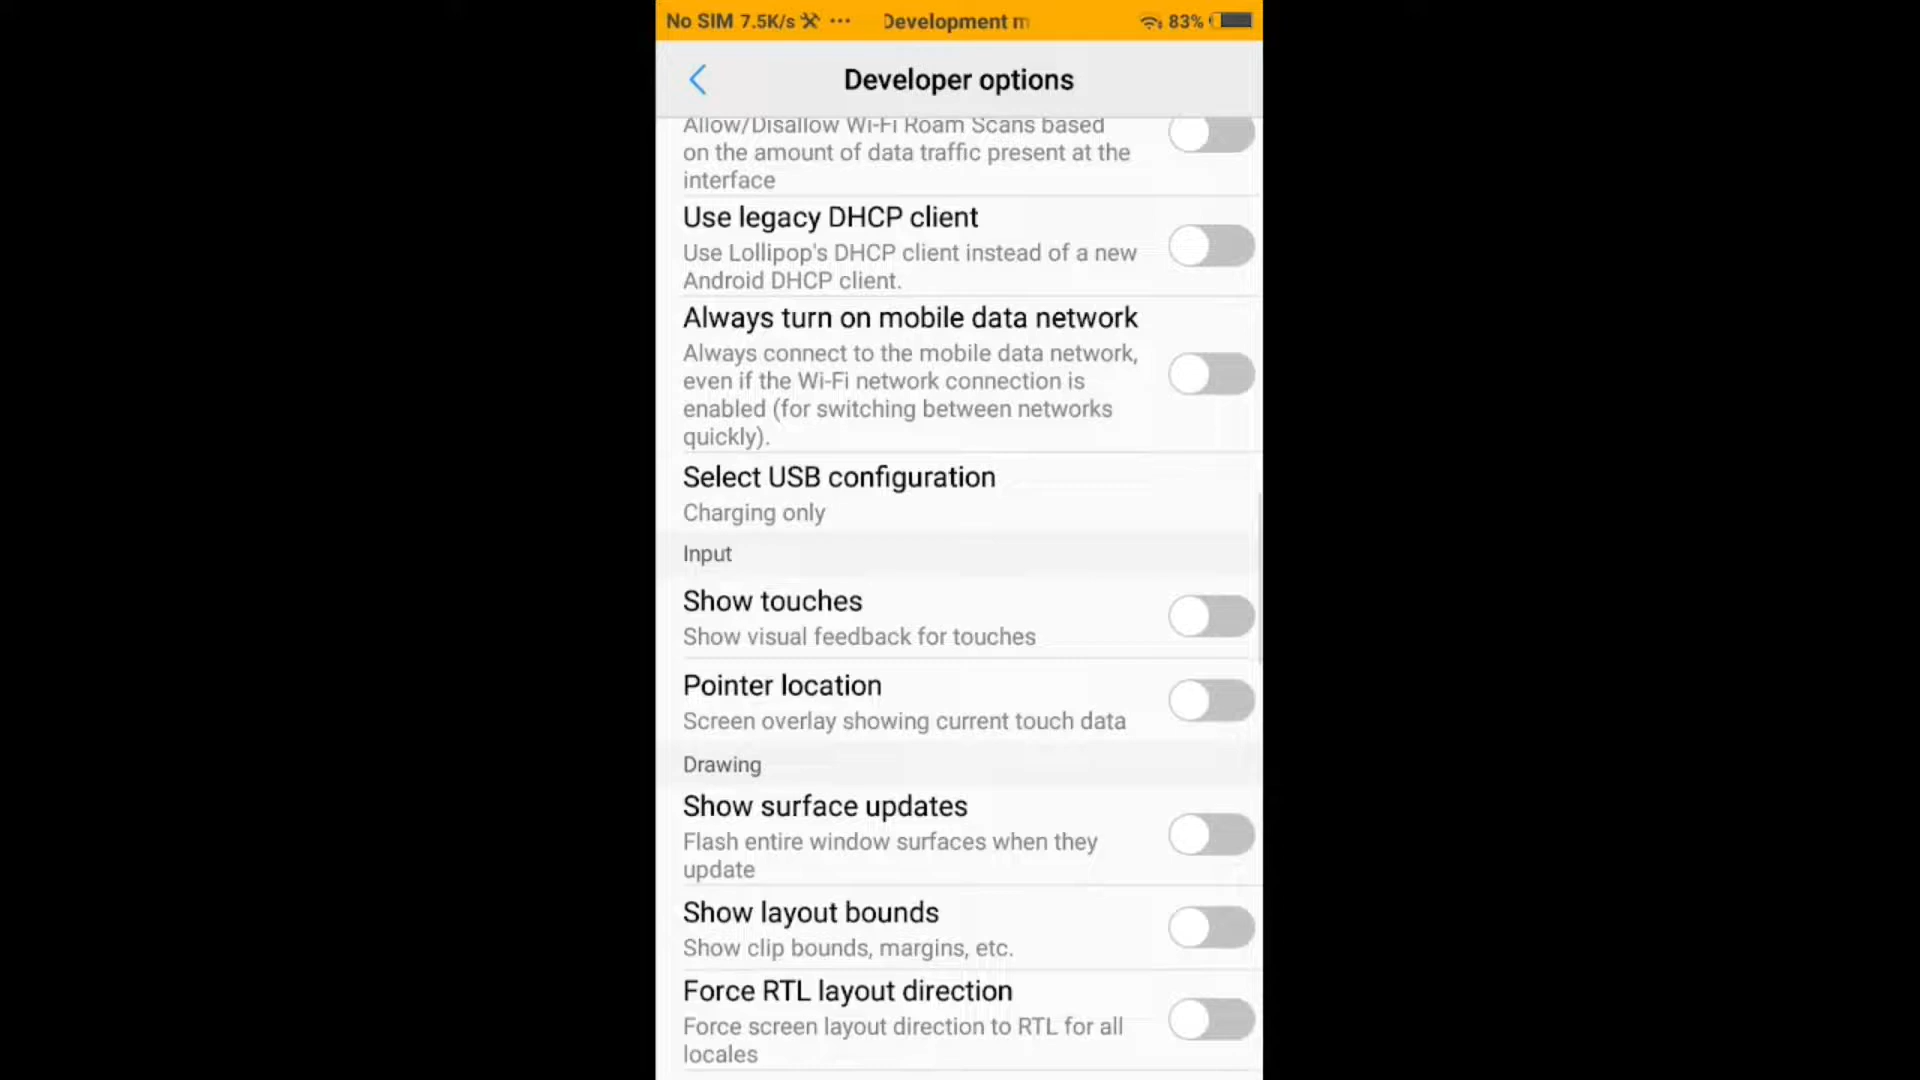 No SIM 7.5K/s ··· Development m 83%
Developer options
Allow/Disallow Wi-Fi Roam Scans based
on the amount of data traffic present at the
interface
Use legacy DHCP client
Use Lollipop's DHCP client instead of a new
Android DHCP client.
Always turn on mobile data network
Always connect to the mobile data network,
even if the Wi-Fi network connection is
enabled (for switching between networks
quickly).
Select USB configuration
Charging only
Input
Show touches
Show visual feedback for touches
Pointer location
Screen overlay showing current touch data
Drawing
Show surface updates
Flash entire window surfaces when they
update
Show layout bounds
Show clip bounds, margins, etc.
Force RTL layout direction
Force screen layout direction to RTL for all
locales